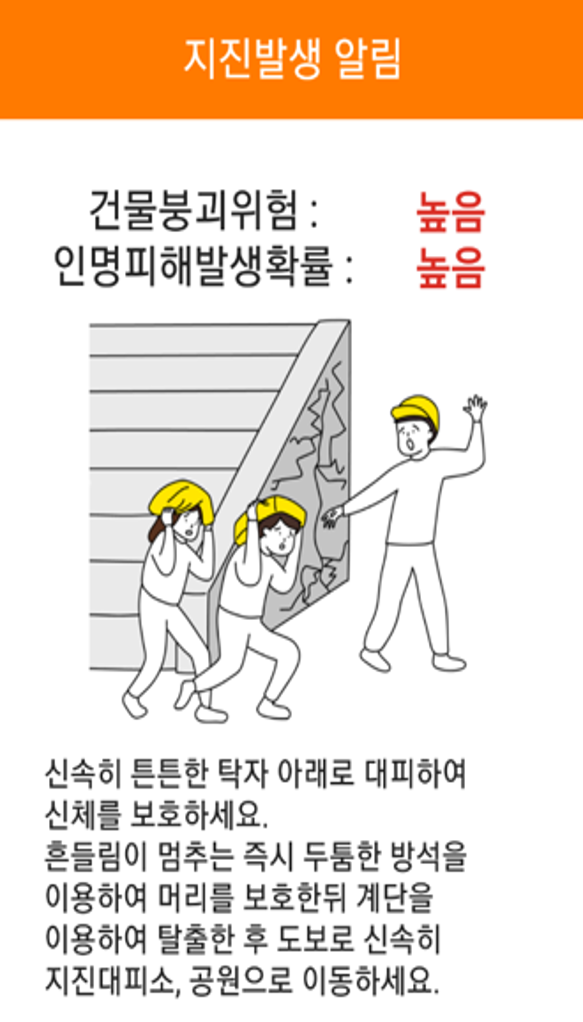 지진발생 알림
건물붕괴위험 : 높음
인명피해발생확률 : 높음
신속히 튼튼한 탁자 아래로 대피하여
신체를 보호하세요.
흔들림이 멈추는 즉시 두툼한 방석을
이용하여 머리를 보호한뒤 계단을
이용하여 탈출한 후 도보로 신속히
지진대피소, 공원으로 이동하세요.